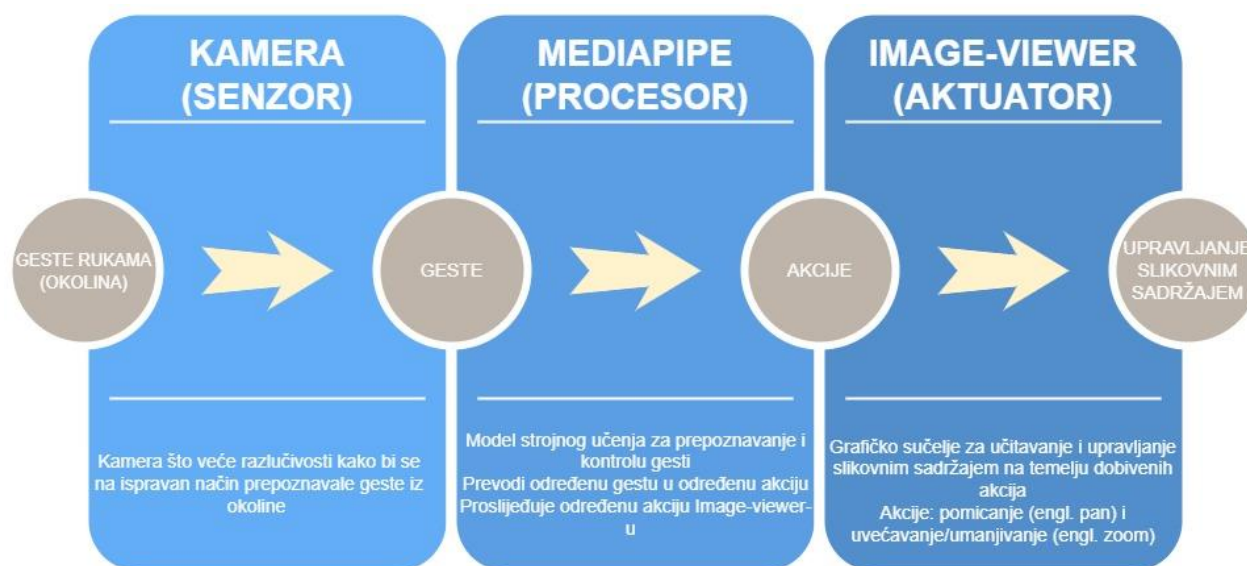 KAMERA
(SENZOR)
MEDIAPIPE
(PROCESOR)
IMAGE-VIEWER
(AKTUATOR)
GESTE RUKAMA
(OKOLINA)
GESTE
AKCIJE
UPRAVLJANJE
SLIKOVNIM
SADRŽAJEM
Kamera što veće razlučivosti kako bi se
na ispravan način prepoznavale geste iz
okoline
Model strojnog učenja za prepoznavanje i
kontrolu gesti
Prevodi određenu gestu u određenu akciju
Proslijeđuje određenu akciju Image-viewer-
u
Grafičko sučelje za učitavanje i upravljanje
slikovnim sadržajem na temelju dobivenih
akcija
Akcije: pomicanje (engl. pan) i
uvećavanje/umanjivanje (engl. zoom)